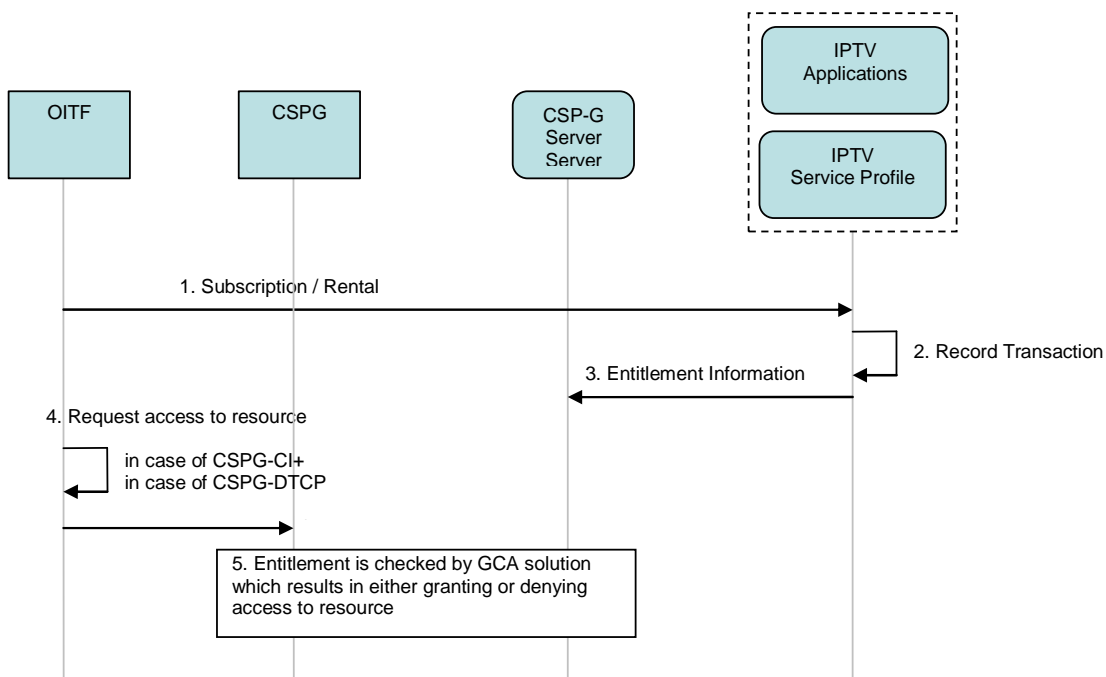 IPTV
Applications
OITF
CSPG
CSP-G
Server
Server
IPTV
Service Profile
1. Subscription / Rental
2. Record Transaction
3. Entitlement Information
4. Request access to resource
in case of CSPG-CI+
in case of CSPG-DTCP
5. Entitlement is checked by GCA solution
which results in either granting or denying
access to resource